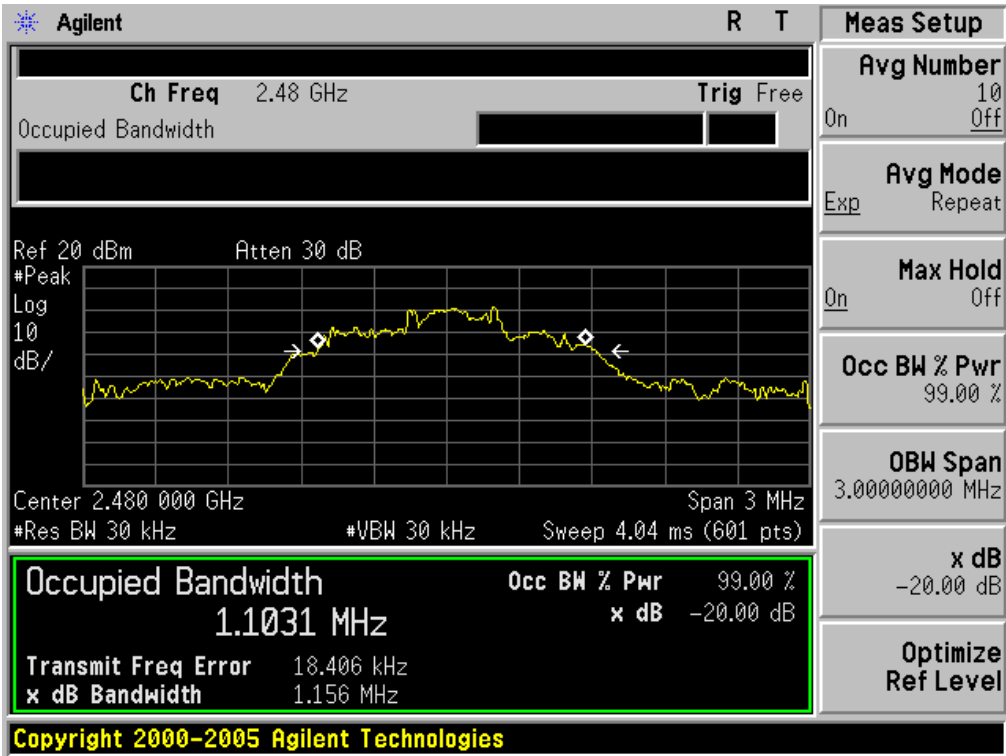 Agilent R T
Ch Freq 2.48 GHz Trig Free
Occupied Bandwidth
Ref 20 dBm Atten 30 dB
#Peak
Log
10
dB/
Center 2.480 000 GHz Span 3 MHz
#Res BW 30 kHz #VBW 30 kHz Sweep 4.04 ms (601 pts)
Occupied Bandwidth Occ BW % Pwr 99.00 %
1.1031 MHz x dB -20.00 dB
Transmit Freq Error 18.406 kHz
x dB Bandwidth 1.156 MHz
Copyright 2000-2005 Agilent Technologies
Meas Setup
Avg Number
10
On Off
Avg Mode
Exp Repeat
Max Hold
On Off
Occ BW % Pwr
99.00 %
OBW Span
3.00000000 MHz
x dB
-20.00 dB
Optimize
Ref Level